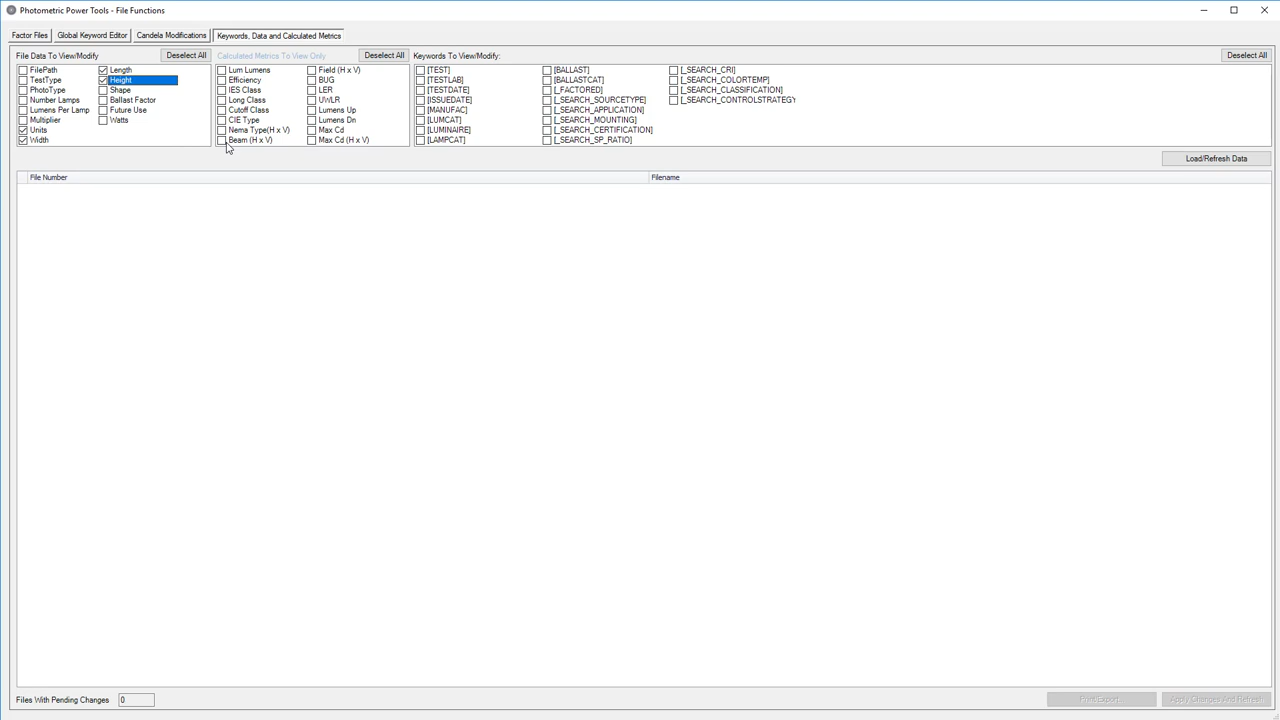 Photometric Power Tools - File Functions
Factor Files Global Keyword Editor Candela Modifications Keywords, Data and Calculated Metrics
File Data To View/Modify Deselect All Calculated Metrics To View Only Deselect All Keywords To View/Modify: Deselect All
FilePath Length Lum Lumens Field (H x V) [TEST] [BALLAST] [_SEARCH_CRI]
TestType Height Efficiency BUG [TESTLAB] [BALLASTCAT] [_SEARCH_COLORTEMP]
PhotoType Shape IES Class LER [TESTDATE] [_FACTORED] [_SEARCH_CLASSIFICATION]
Number Lamps Ballast Factor Long Class UWLR [ISSUEDATE] [_SEARCH_SOURCETYPE] [_SEARCH_CONTROLSTRATEGY
Lumens Per Lamp Future Use Cutoff Class Lumens Up [MANUFAC] [_SEARCH_APPLICATION]
Multiplier Watts CIE Type Lumens Dn [LUMCAT] [_SEARCH_MOUNTING]
Units Nema Type(H x V) Max Cd [LUMINAIRE] [_SEARCH_CERTIFICATION]
Width Beam (H x V) Max Cd (H x V) [LAMPCAT] [_SEARCH_SP_RATIO]
Load/Refresh Data
File Number Filename
Files With Pending Changes 0 Print/Export... Apply Changes And Refresh